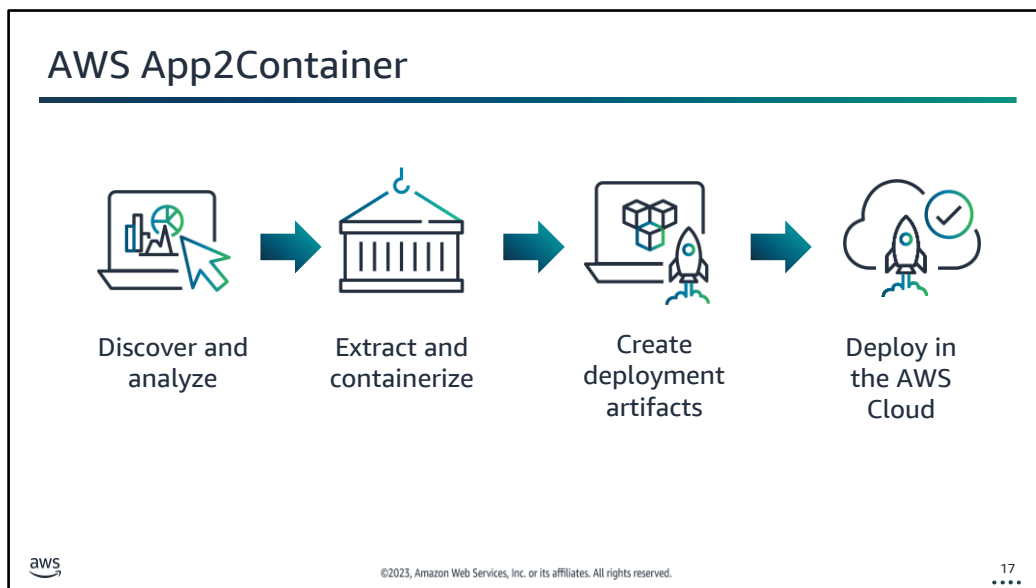 AWS App2Container
Discover and
analyze
Extract and
containerize
Create
deployment
artifacts
Deploy in
the AWS
Cloud
aws
©2023, Amazon Web Services, Inc. or its affiliates. All rights reserved.
17